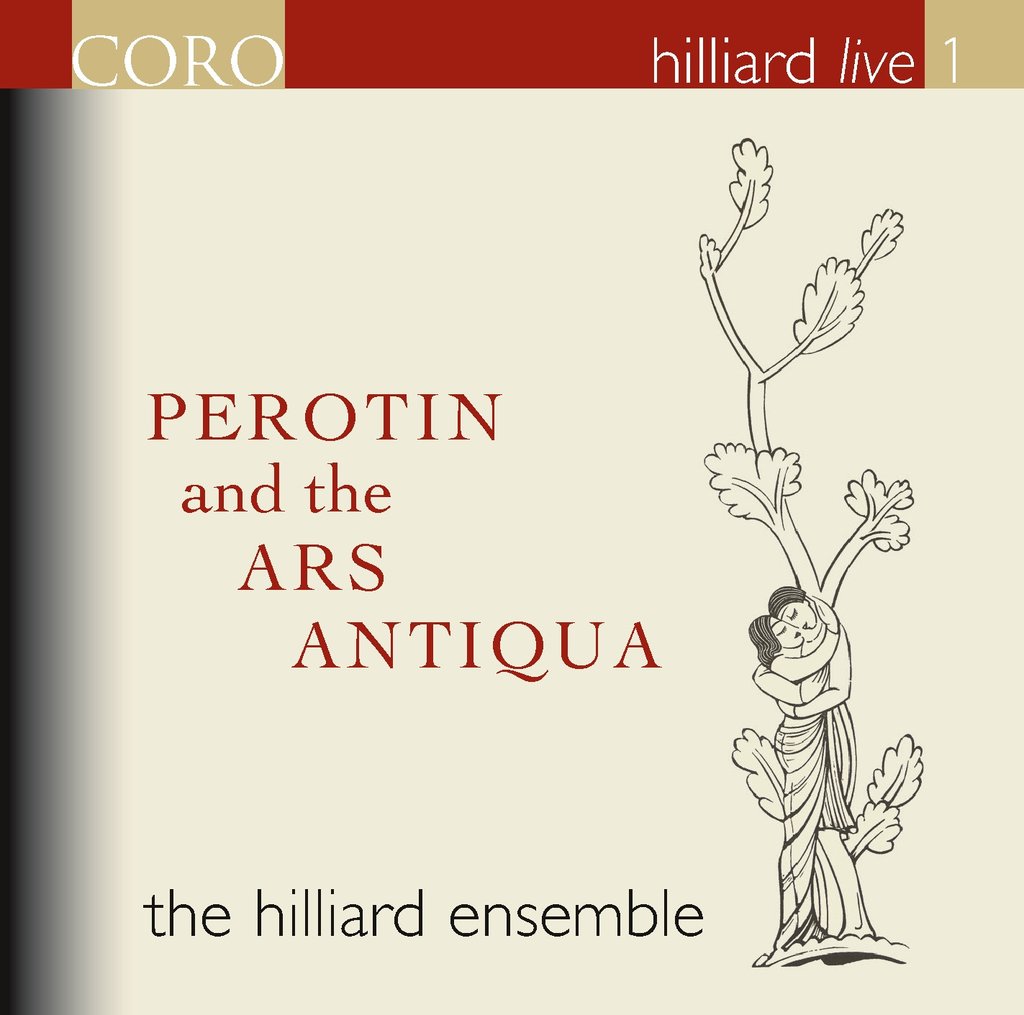 CORO
hilliard live 1
PEROTIN
and the
ARS
ANTIQUA
the hilliard ensemble